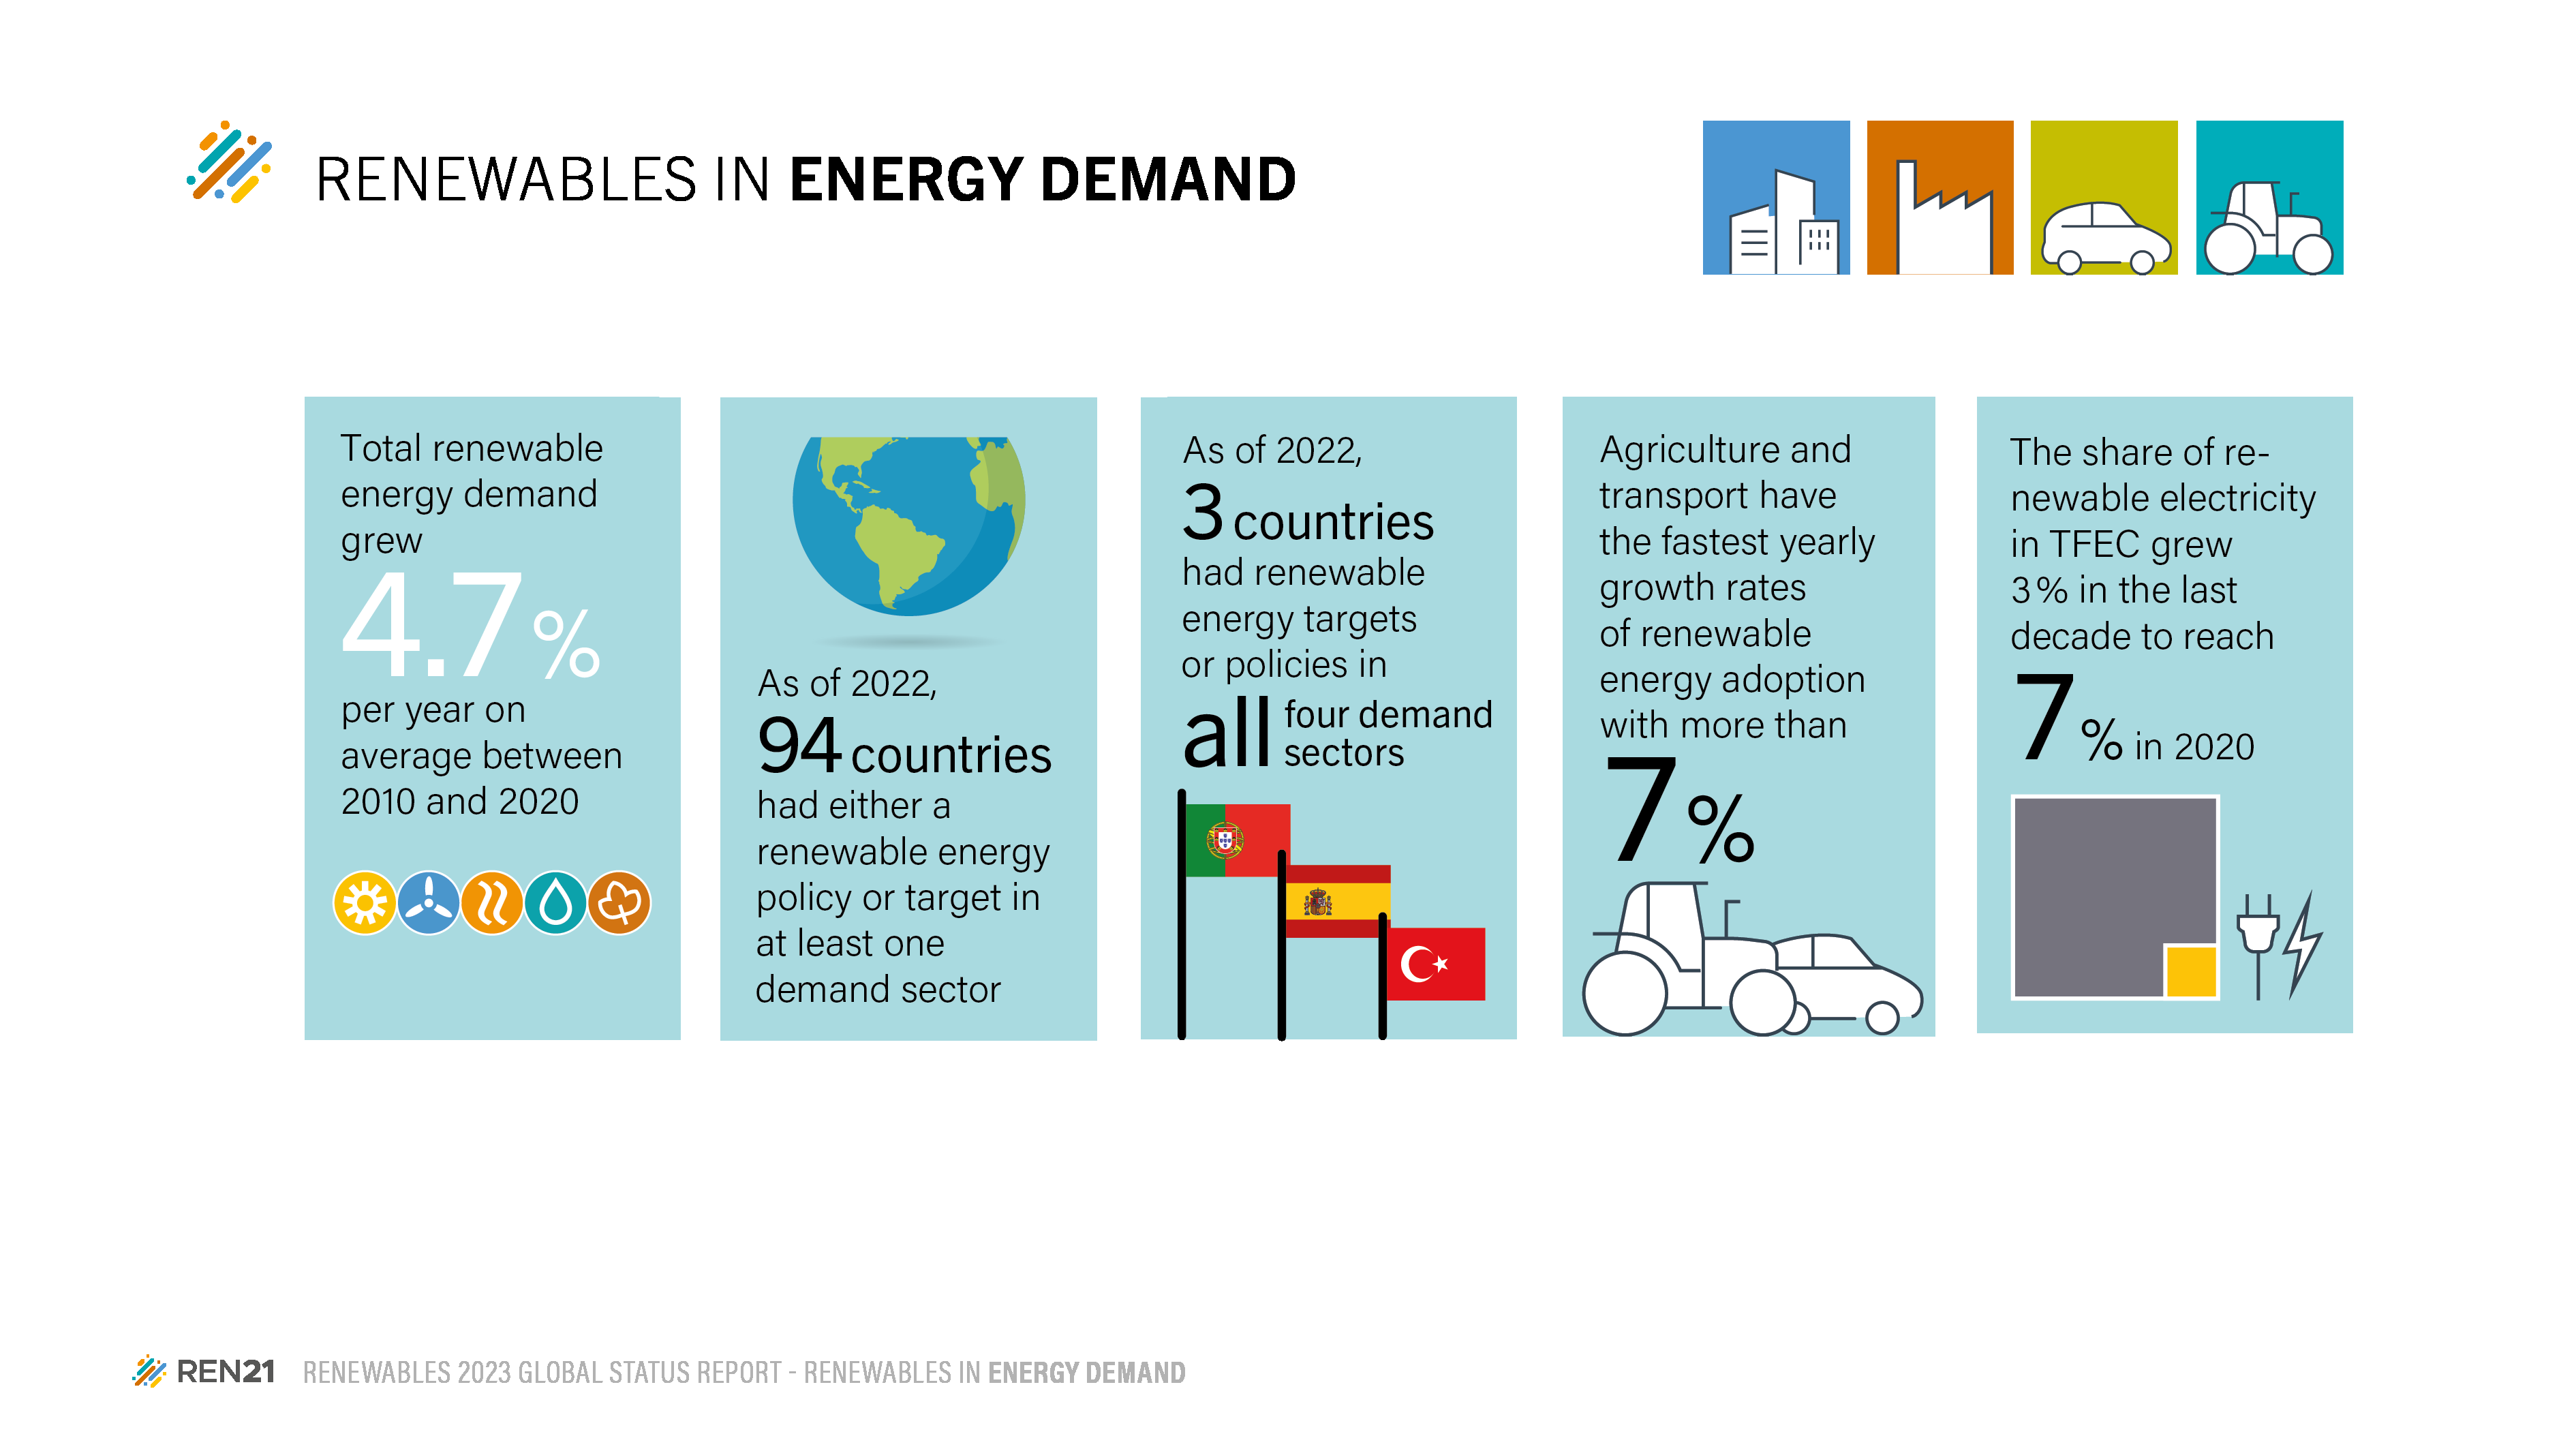 RENEWABLES IN ENERGY DEMAND
Total renewable
energy demand
grew
4.7%
per year on
average between
2010 and 2020
As of 2022,
94 countries
had either a
renewable energy
policy or target in
at least one
demand sector
As of 2022,
3 countries
had renewable
energy targets
or policies in
all four demand
sectors
Agriculture and
transport have
the fastest yearly
growth rates
of renewable
energy adoption
with more than
7%
The share of re-
newable electricity
in TFEC grew
3% in the last
decade to reach
7% in 2020
REN21 RENEWABLES 2023 GLOBAL STATUS REPORT - RENEWABLES IN ENERGY DEMAND